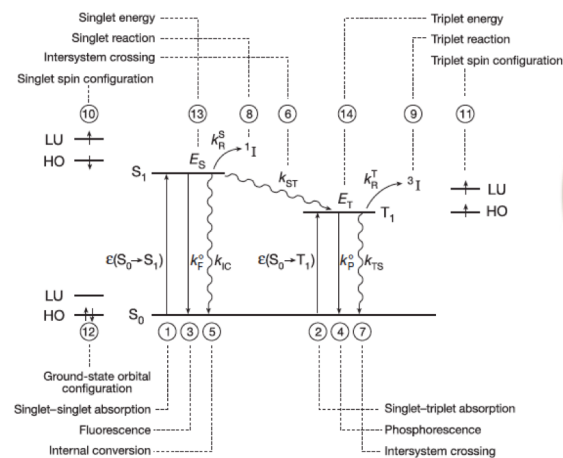 Singlet energy
Singlet reaction
Intersystem crossing
Singlet spin configuration
Triplet energy
Triplet reaction
Triplet spin configuration
10 13 8 6 14 9 11
LU
HO
E_S
k_R^S
^1I
S_1
k_ST
E_T
k_R^T
^3I
T_1
LU
HO
ε(S_0→S_1)
k_F^o
k_IC
ε(S_0→T_1)
k_P^o
k_TS
LU
HO
S_0
12 1 3 5 2 4 7
Ground-state orbital
configuration
Singlet–singlet absorption
Fluorescence
Internal conversion
Singlet–triplet absorption
Phosphorescence
Intersystem crossing